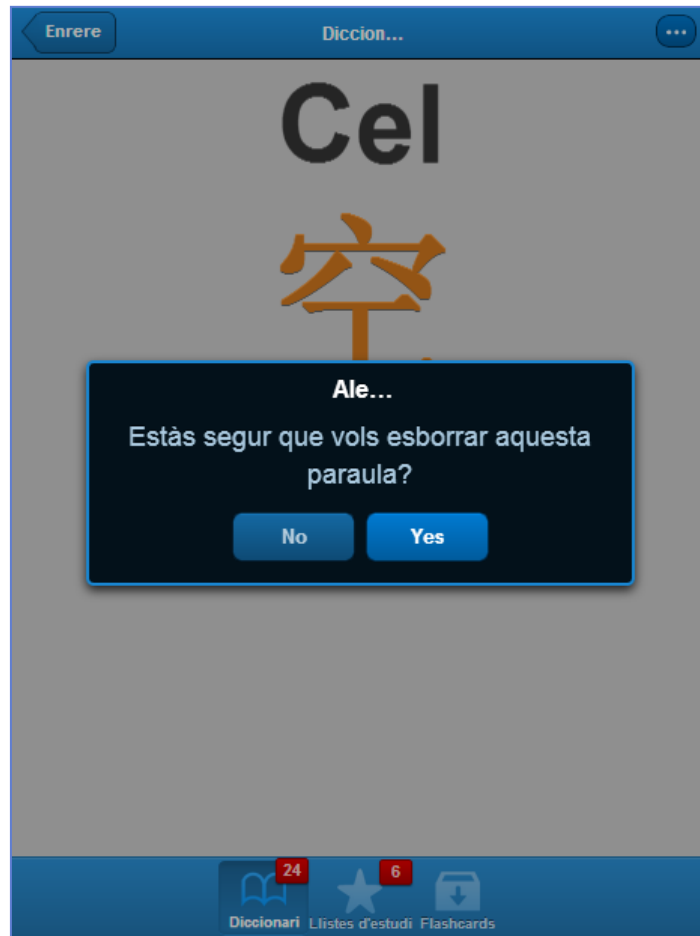 Enrere
Diccion...
...
Cel
空
Ale...
Estàs segur que vols esborrar aquesta
paraula?
No
Yes
24
6
Diccionari
Llistes d'estudi
Flashcards